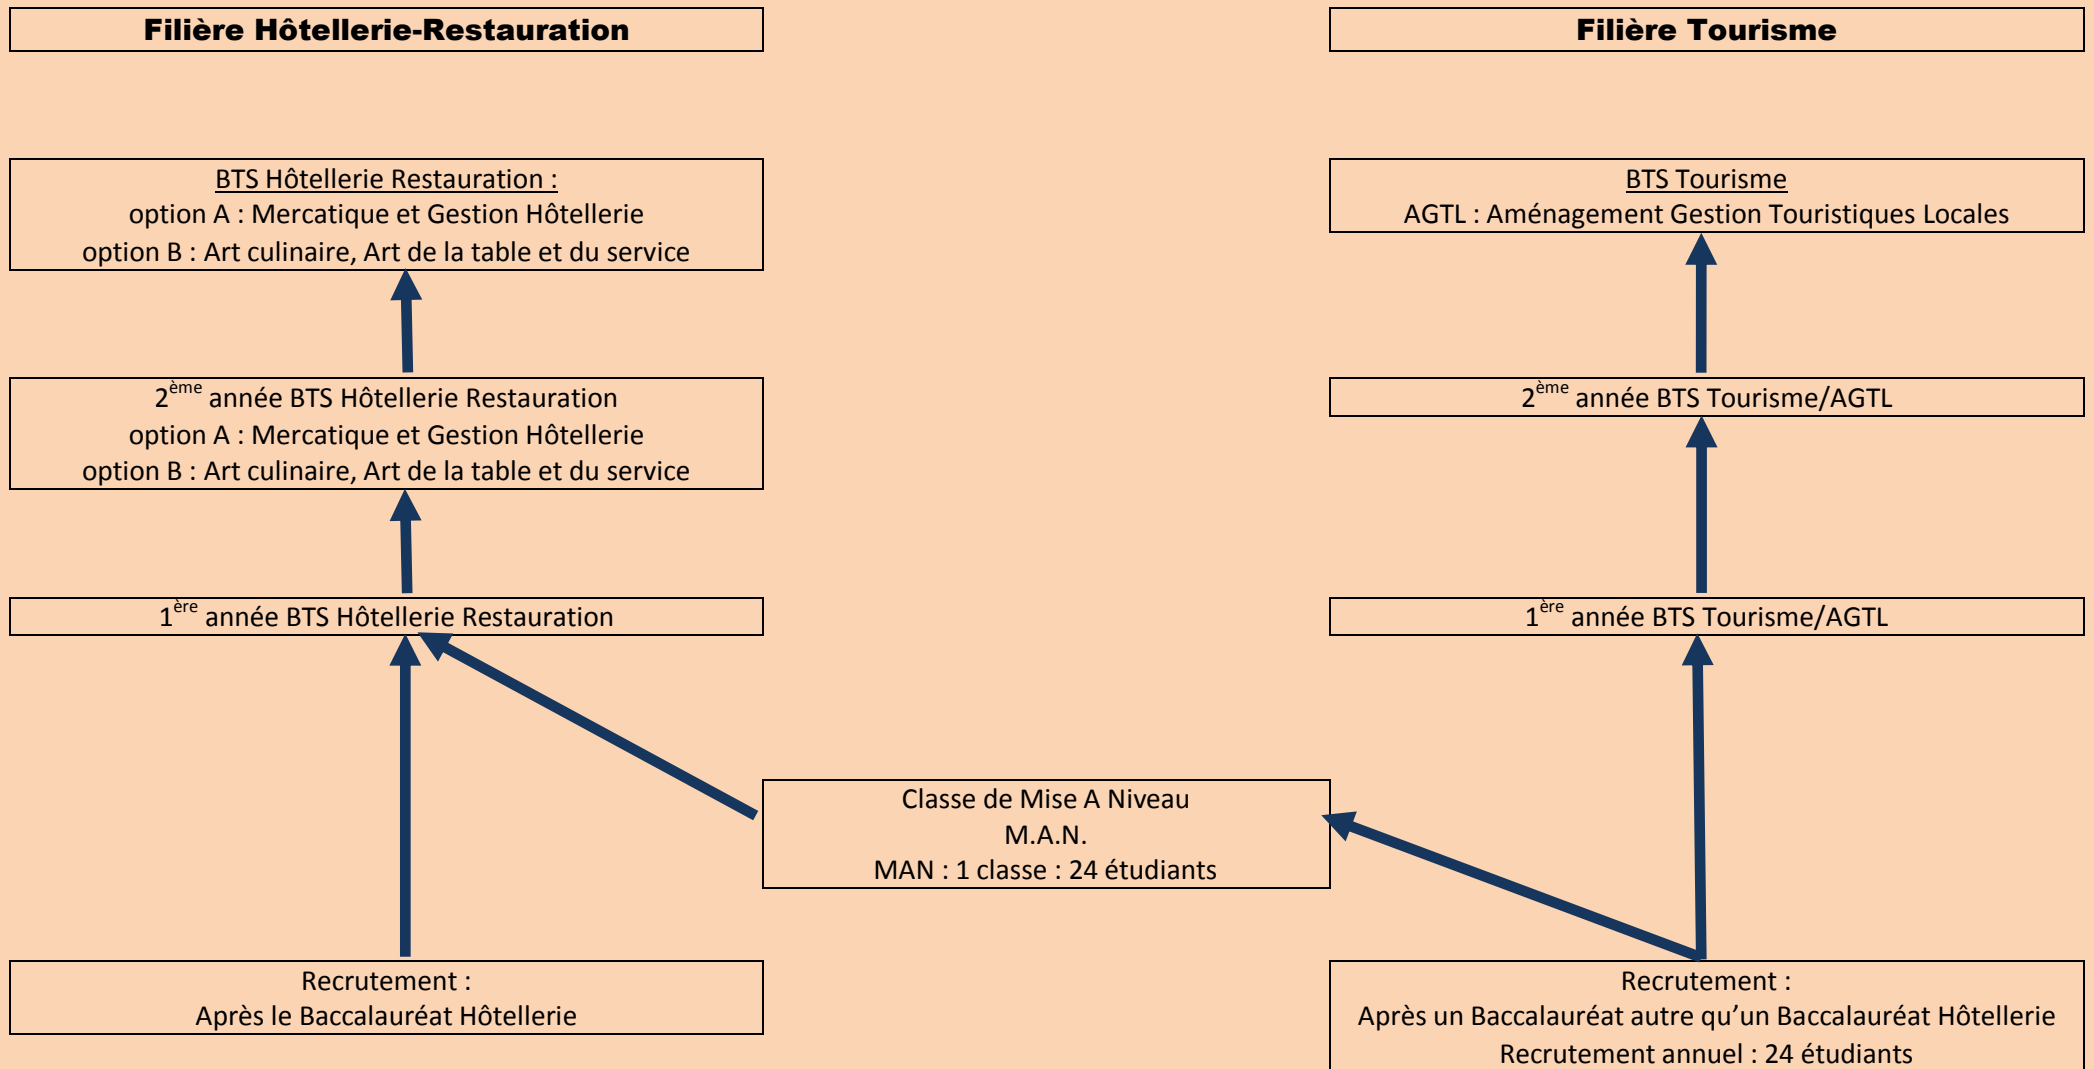 Filière Hôtellerie-Restauration
Filière Tourisme
BTS Hôtellerie Restauration :
option A : Mercatique et Gestion Hôtellerie
option B : Art culinaire, Art de la table et du service
BTS Tourisme
AGTL : Aménagement Gestion Touristiques Locales
2ème année BTS Hôtellerie Restauration
option A : Mercatique et Gestion Hôtellerie
option B : Art culinaire, Art de la table et du service
2ème année BTS Tourisme/AGTL
1ère année BTS Hôtellerie Restauration
1ère année BTS Tourisme/AGTL
Classe de Mise A Niveau
M.A.N.
MAN : 1 classe : 24 étudiants
Recrutement :
Après le Baccalauréat Hôtellerie
Recrutement :
Après un Baccalauréat autre qu’un Baccalauréat Hôtellerie
Recrutement annuel : 24 étudiants